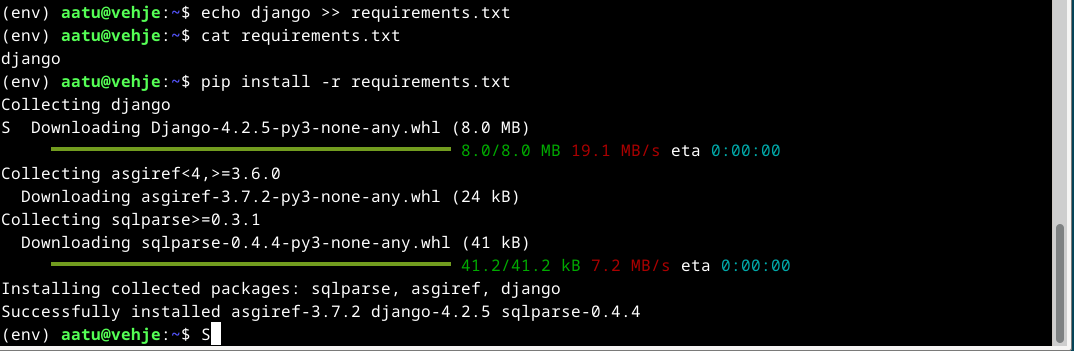 (env) aatu@vehje:~$ echo django >> requirements.txt
(env) aatu@vehje:~$ cat requirements.txt
django
(env) aatu@vehje:~$ pip install -r requirements.txt
Collecting django
S  Downloading Django-4.2.5-py3-none-any.whl (8.0 MB)
8.0/8.0 MB 19.1 MB/s eta 0:00:00
Collecting asgiref<4,>=3.6.0
  Downloading asgiref-3.7.2-py3-none-any.whl (24 kB)
Collecting sqlparse>=0.3.1
  Downloading sqlparse-0.4.4-py3-none-any.whl (41 kB)
41.2/41.2 kB 7.2 MB/s eta 0:00:00
Installing collected packages: sqlparse, asgiref, django
Successfully installed asgiref-3.7.2 django-4.2.5 sqlparse-0.4.4
(env) aatu@vehje:~$ S